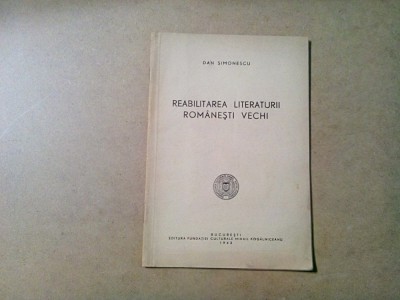 DAN SIMONESCU
REABILITAREA LITERATURII
ROMÂNEȘTI VECHI
BUCUREȘTI
EDITURA FUNDAȚIEI CULTURALE MIHAIL KOGĂLNICEANU